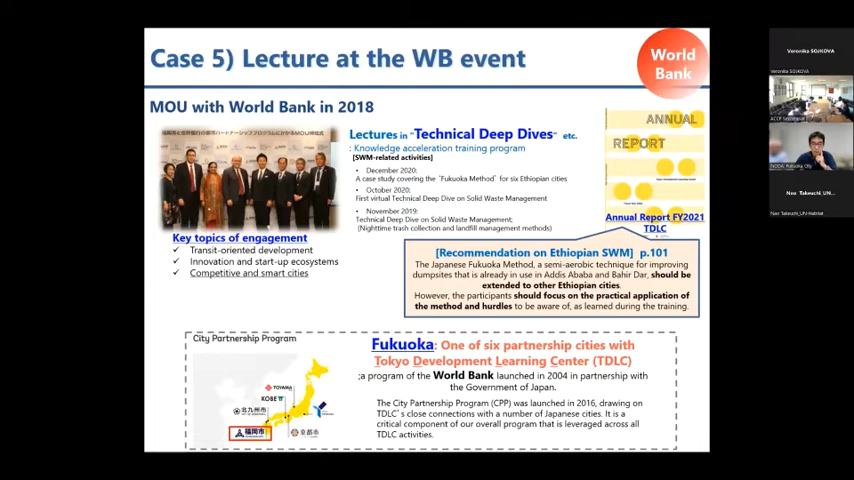 Case 5) Lecture at the WB event
World
Bank
MOU with World Bank in 2018
Lectures in "Technical Deep Dives" etc.
: Knowledge acceleration training program
[SWM-related activities]
• December 2020:
A case study covering the `Fukuoka Method´ for six Ethiopian cities
• October 2020:
First virtual Technical Deep Dive on Solid Waste Management
• November 2019:
Technical Deep Dive on Solid Waste Management;
(Nighttime trash collection and landfill management methods)
ANNUAL
REPORT
Annual Report FY2021
TDLC
Key topics of engagement
✓ Transit-oriented development
✓ Innovation and start-up ecosystems
✓ Competitive and smart cities
[Recommendation on Ethiopian SWM] p.101
The Japanese Fukuoka Method, a semi-aerobic technique for improving
dumpsites that is already in use in Addis Ababa and Bahir Dar, should be
extended to other Ethiopian cities.
However, the participants should focus on the practical application of
the method and hurdles to be aware of, as learned during the training.
City Partnership Program
TOYAMA
KOBE
北九州市
福岡市
京都市
Fukuoka: One of six partnership cities with
Tokyo Development Learning Center (TDLC)
;a program of the World Bank launched in 2004 in partnership with
the Government of Japan.
The City Partnership Program (CPP) was launched in 2016, drawing on
TDLC`s close connections with a number of Japanese cities. It is a
critical component of our overall program that is leveraged across all
TDLC activities.
Veronika SOJKOVA
Veronika SOJKOVA
ACCP Secretariat
Nao Takeuchi UN...
Nao Takeuchi_UN-Habitat